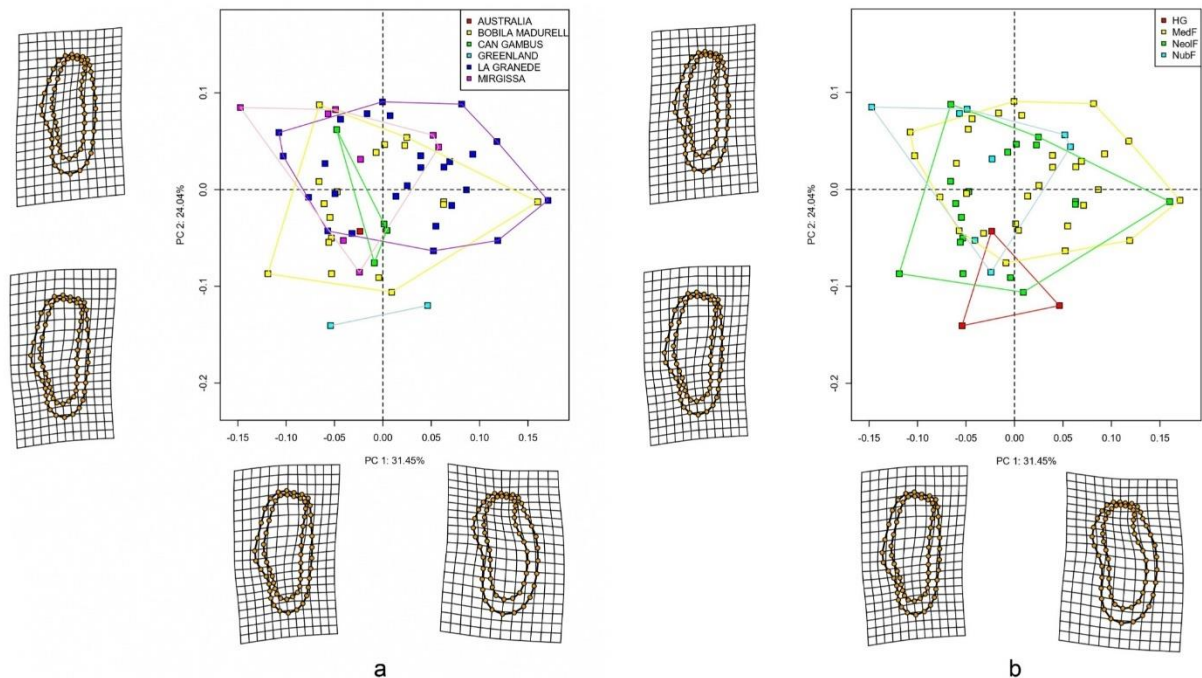 AUSTRALIA
BOBILA MADURELL
CAN GAMBUS
GREENLAND
LA GRANEDE
MIRGISSA
0.1
0.0
-0.1
-0.2
PC 2: 24.04%
-0.15 -0.10 -0.05 0.00 0.05 0.10 0.15
PC 1: 31.45%
a
HG
MedF
NeolF
NubF
0.1
0.0
-0.1
-0.2
PC 2: 24.04%
-0.15 -0.10 -0.05 0.00 0.05 0.10 0.15
PC 1: 31.45%
b